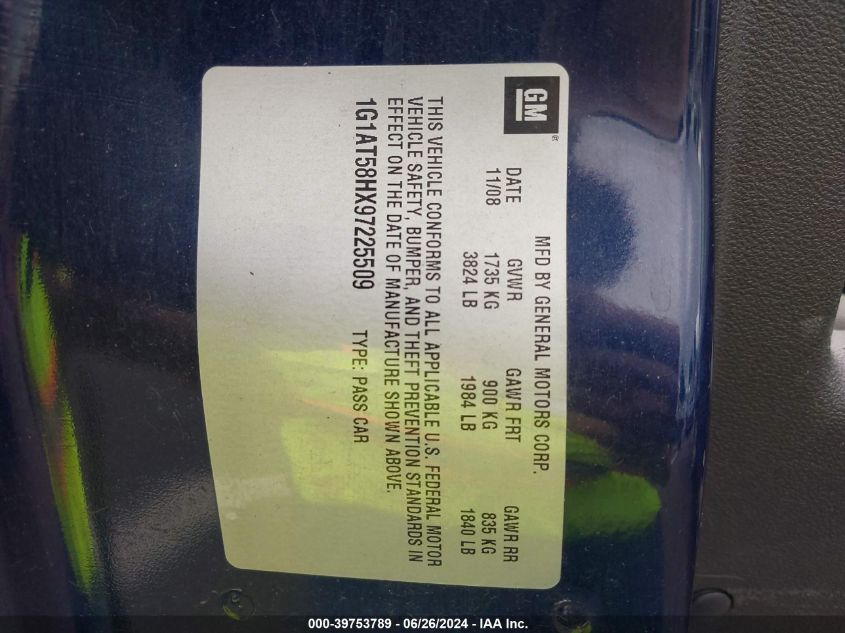 GM ®
MFD BY GENERAL MOTORS CORP.
DATE GVWR GAWR FRT GAWR RR
11/08 1735 KG 900 KG 835 KG
3824 LB 1984 LB 1840 LB
THIS VEHICLE CONFORMS TO ALL APPLICABLE U.S. FEDERAL MOTOR
VEHICLE SAFETY, BUMPER, AND THEFT PREVENTION STANDARDS IN
EFFECT ON THE DATE OF MANUFACTURE SHOWN ABOVE.
1G1AT58HX97225509 TYPE: PASS CAR
000-39753789 - 06/26/2024 - IAA Inc.